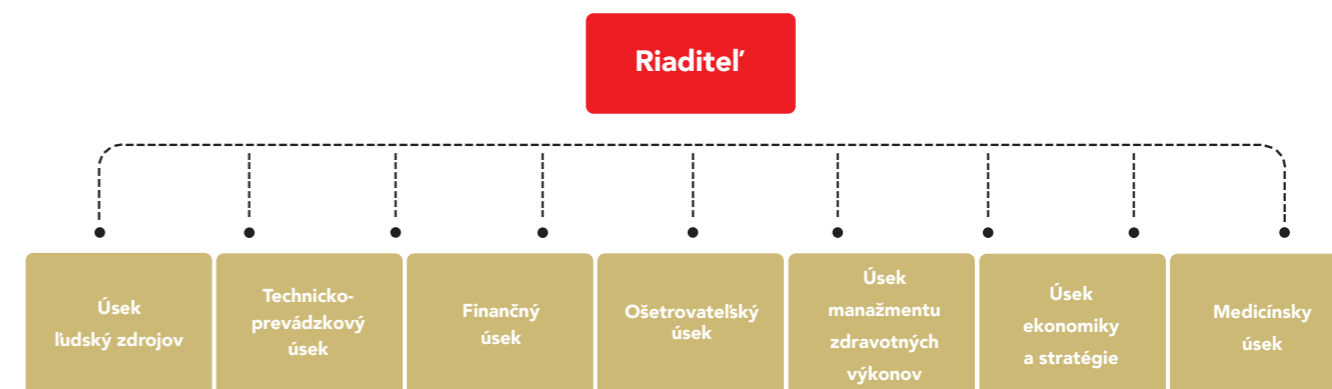 Riaditeľ
Úsek
ľudský zdrojov
Technicko-
prevádzkový
úsek
Finančný
úsek
Ošetrovateľský
úsek
Úsek
manažmentu
zdravotných
výkonov
Úsek
ekonomiky
a stratégie
Medicínsky
úsek